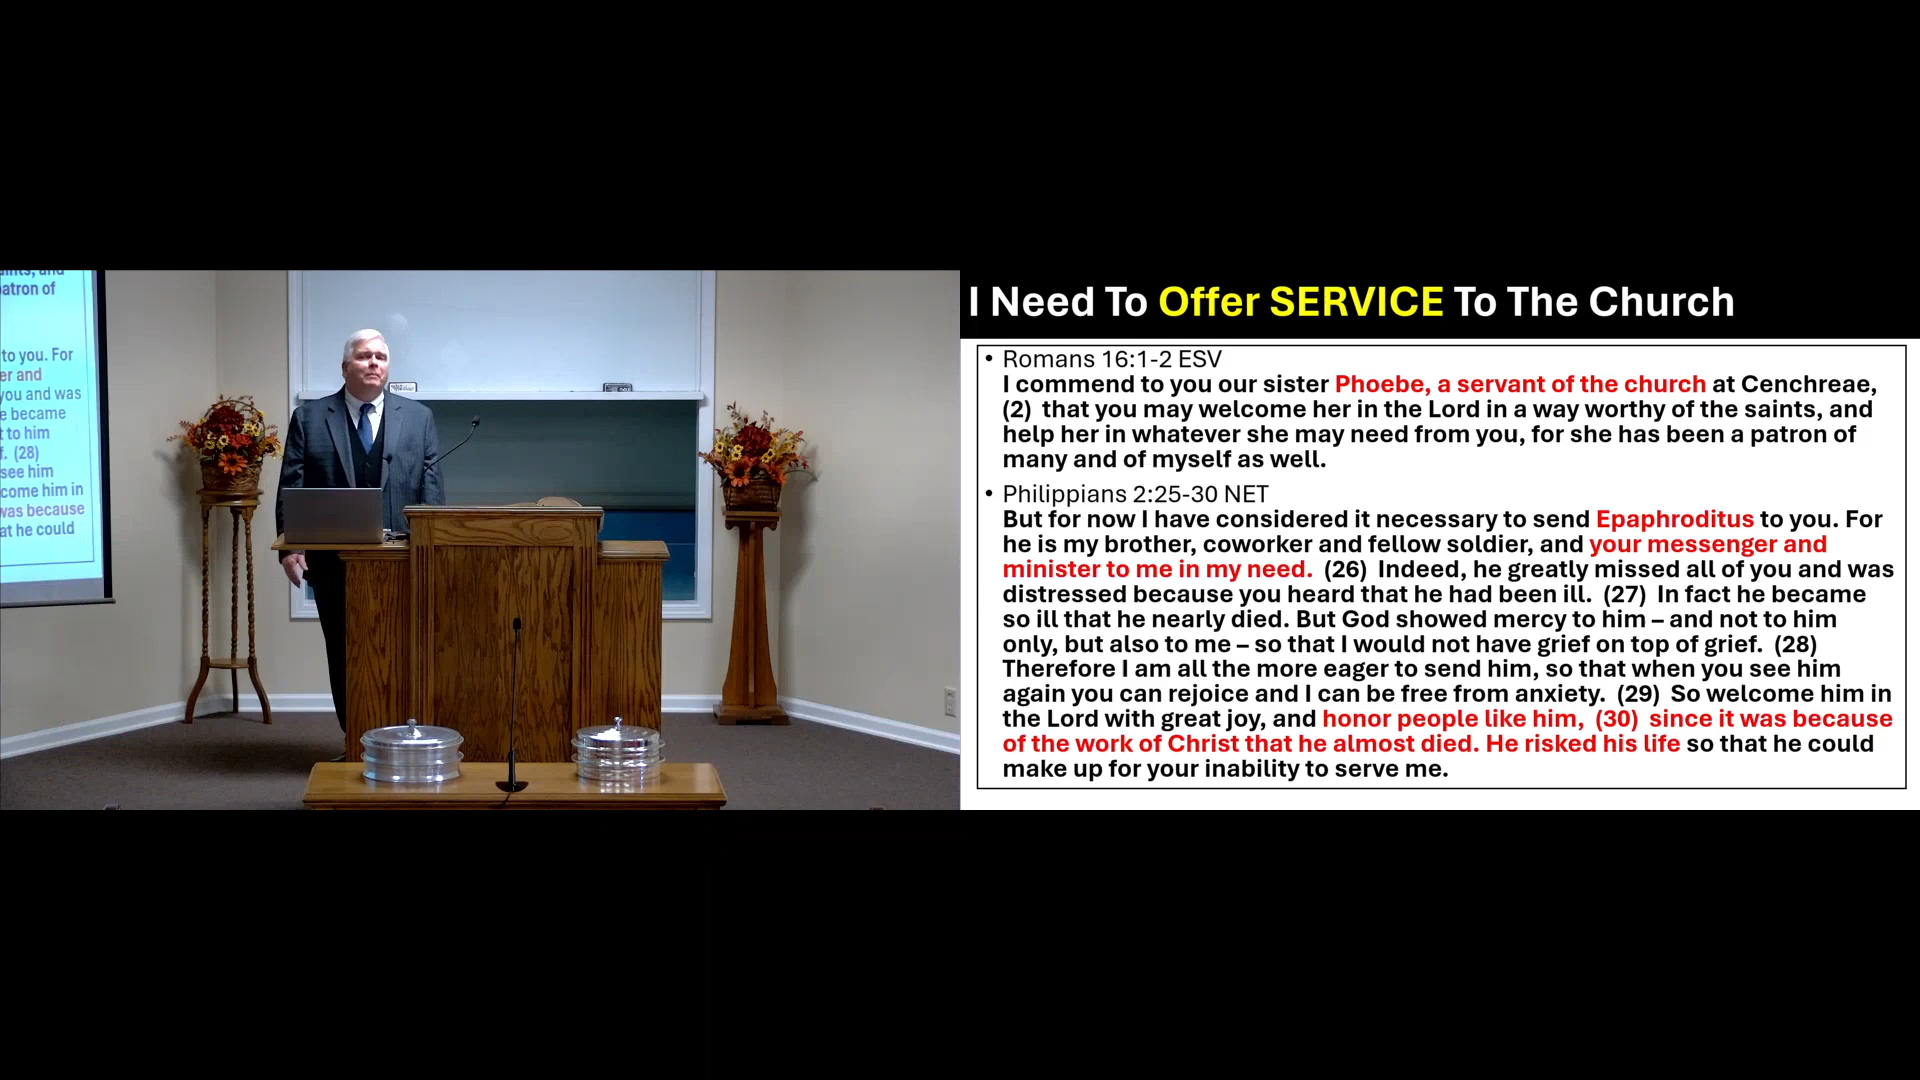 aints, and
patron of
to you. For
er and
you and was
e became
t to him
f. (28)
see him
come him in
was because
at he could
I Need To Offer SERVICE To The Church
• Romans 16:1-2 ESV
I commend to you our sister Phoebe, a servant of the church at Cenchreae,
(2) that you may welcome her in the Lord in a way worthy of the saints, and
help her in whatever she may need from you, for she has been a patron of
many and of myself as well.
• Philippians 2:25-30 NET
But for now I have considered it necessary to send Epaphroditus to you. For
he is my brother, coworker and fellow soldier, and your messenger and
minister to me in my need. (26) Indeed, he greatly missed all of you and was
distressed because you heard that he had been ill. (27) In fact he became
so ill that he nearly died. But God showed mercy to him – and not to him
only, but also to me – so that I would not have grief on top of grief. (28)
Therefore I am all the more eager to send him, so that when you see him
again you can rejoice and I can be free from anxiety. (29) So welcome him in
the Lord with great joy, and honor people like him, (30) since it was because
of the work of Christ that he almost died. He risked his life so that he could
make up for your inability to serve me.